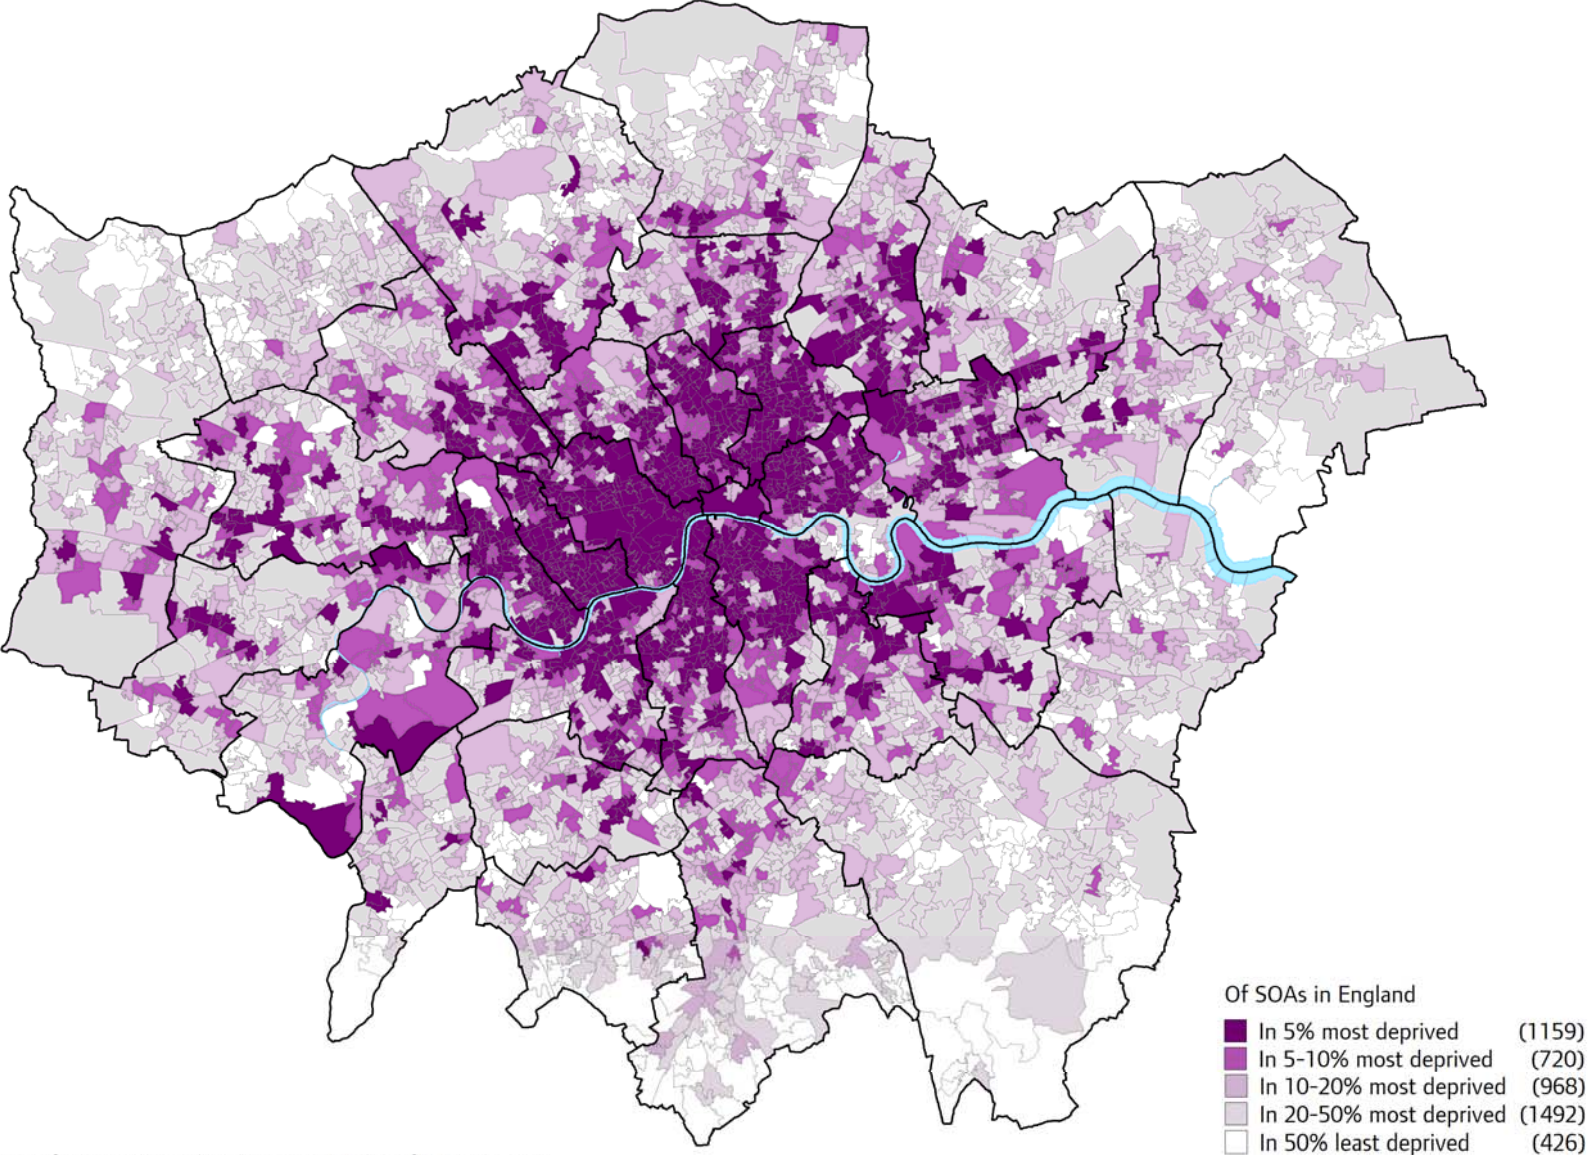 Of SOAs in England
In 5% most deprived (1159)
In 5-10% most deprived (720)
In 10-20% most deprived (968)
In 20-50% most deprived (1492)
In 50% least deprived (426)